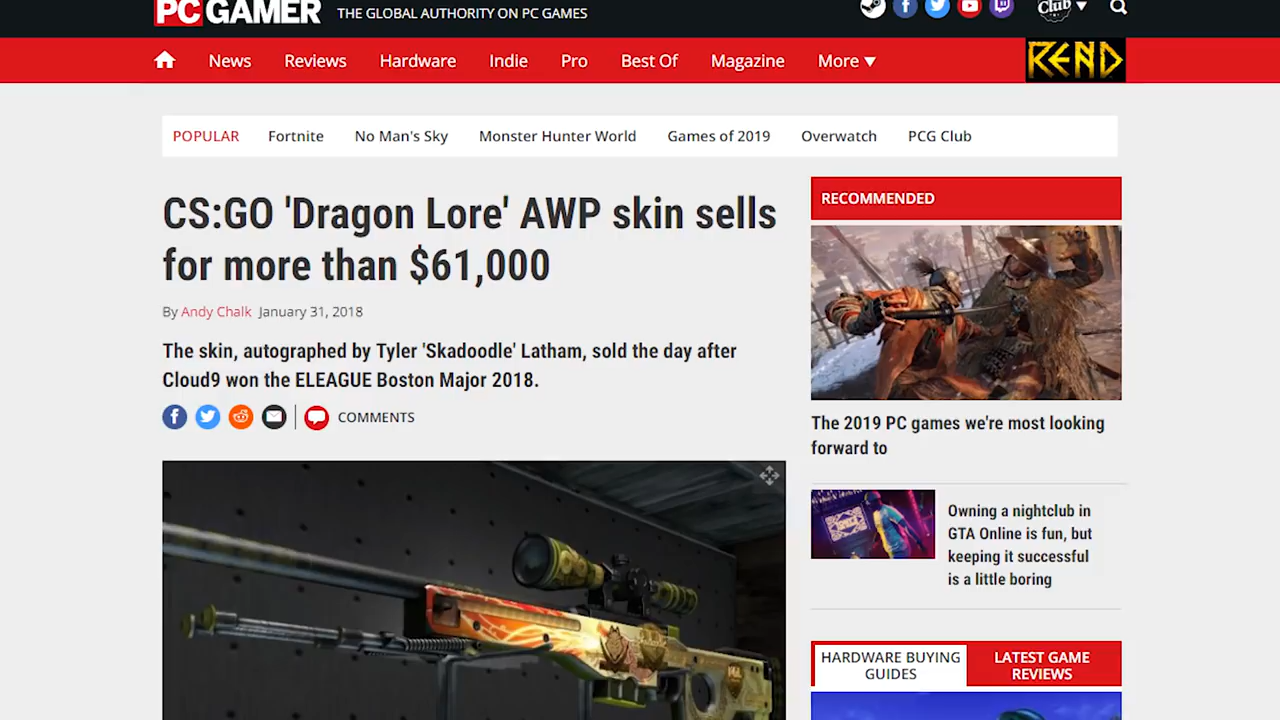 PC GAMER THE GLOBAL AUTHORITY ON PC GAMES Club
News Reviews Hardware Indie Pro Best Of Magazine More REND
POPULAR Fortnite No Man's Sky Monster Hunter World Games of 2019 Overwatch PCG Club
CS:GO 'Dragon Lore' AWP skin sells
for more than $61,000
By Andy Chalk January 31, 2018
The skin, autographed by Tyler 'Skadoodle' Latham, sold the day after
Cloud9 won the ELEAGUE Boston Major 2018.
COMMENTS
RECOMMENDED
The 2019 PC games we're most looking
forward to
Owning a nightclub in
GTA Online is fun, but
keeping it successful
is a little boring
HARDWARE BUYING
GUIDES
LATEST GAME
REVIEWS